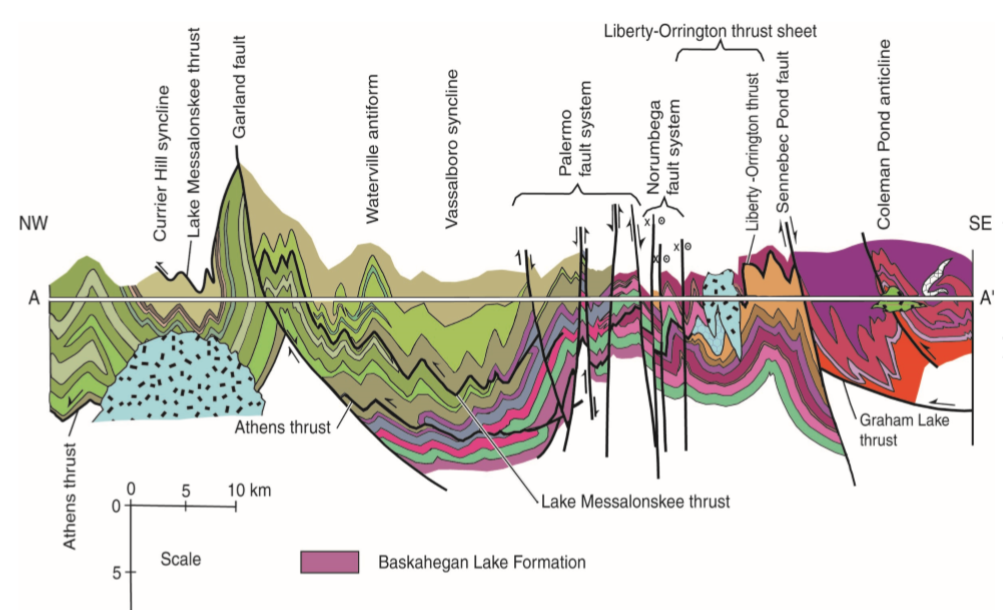 Liberty-Orrington thrust sheet
NW
Currier Hill syncline
Lake Messalonskee thrust
Garland fault
Waterville antiform
Vassalboro syncline
Palermo
fault system
Norumbega
fault system
Liberty -Orrington thrust
Sennebec Pond fault
Coleman Pond anticline
SE
x
x
x
A
A'
Athens thrust
Athens thrust
Graham Lake
thrust
Lake Messalonskee thrust
0 5 10 km
0
5
Scale
Baskahegan Lake Formation